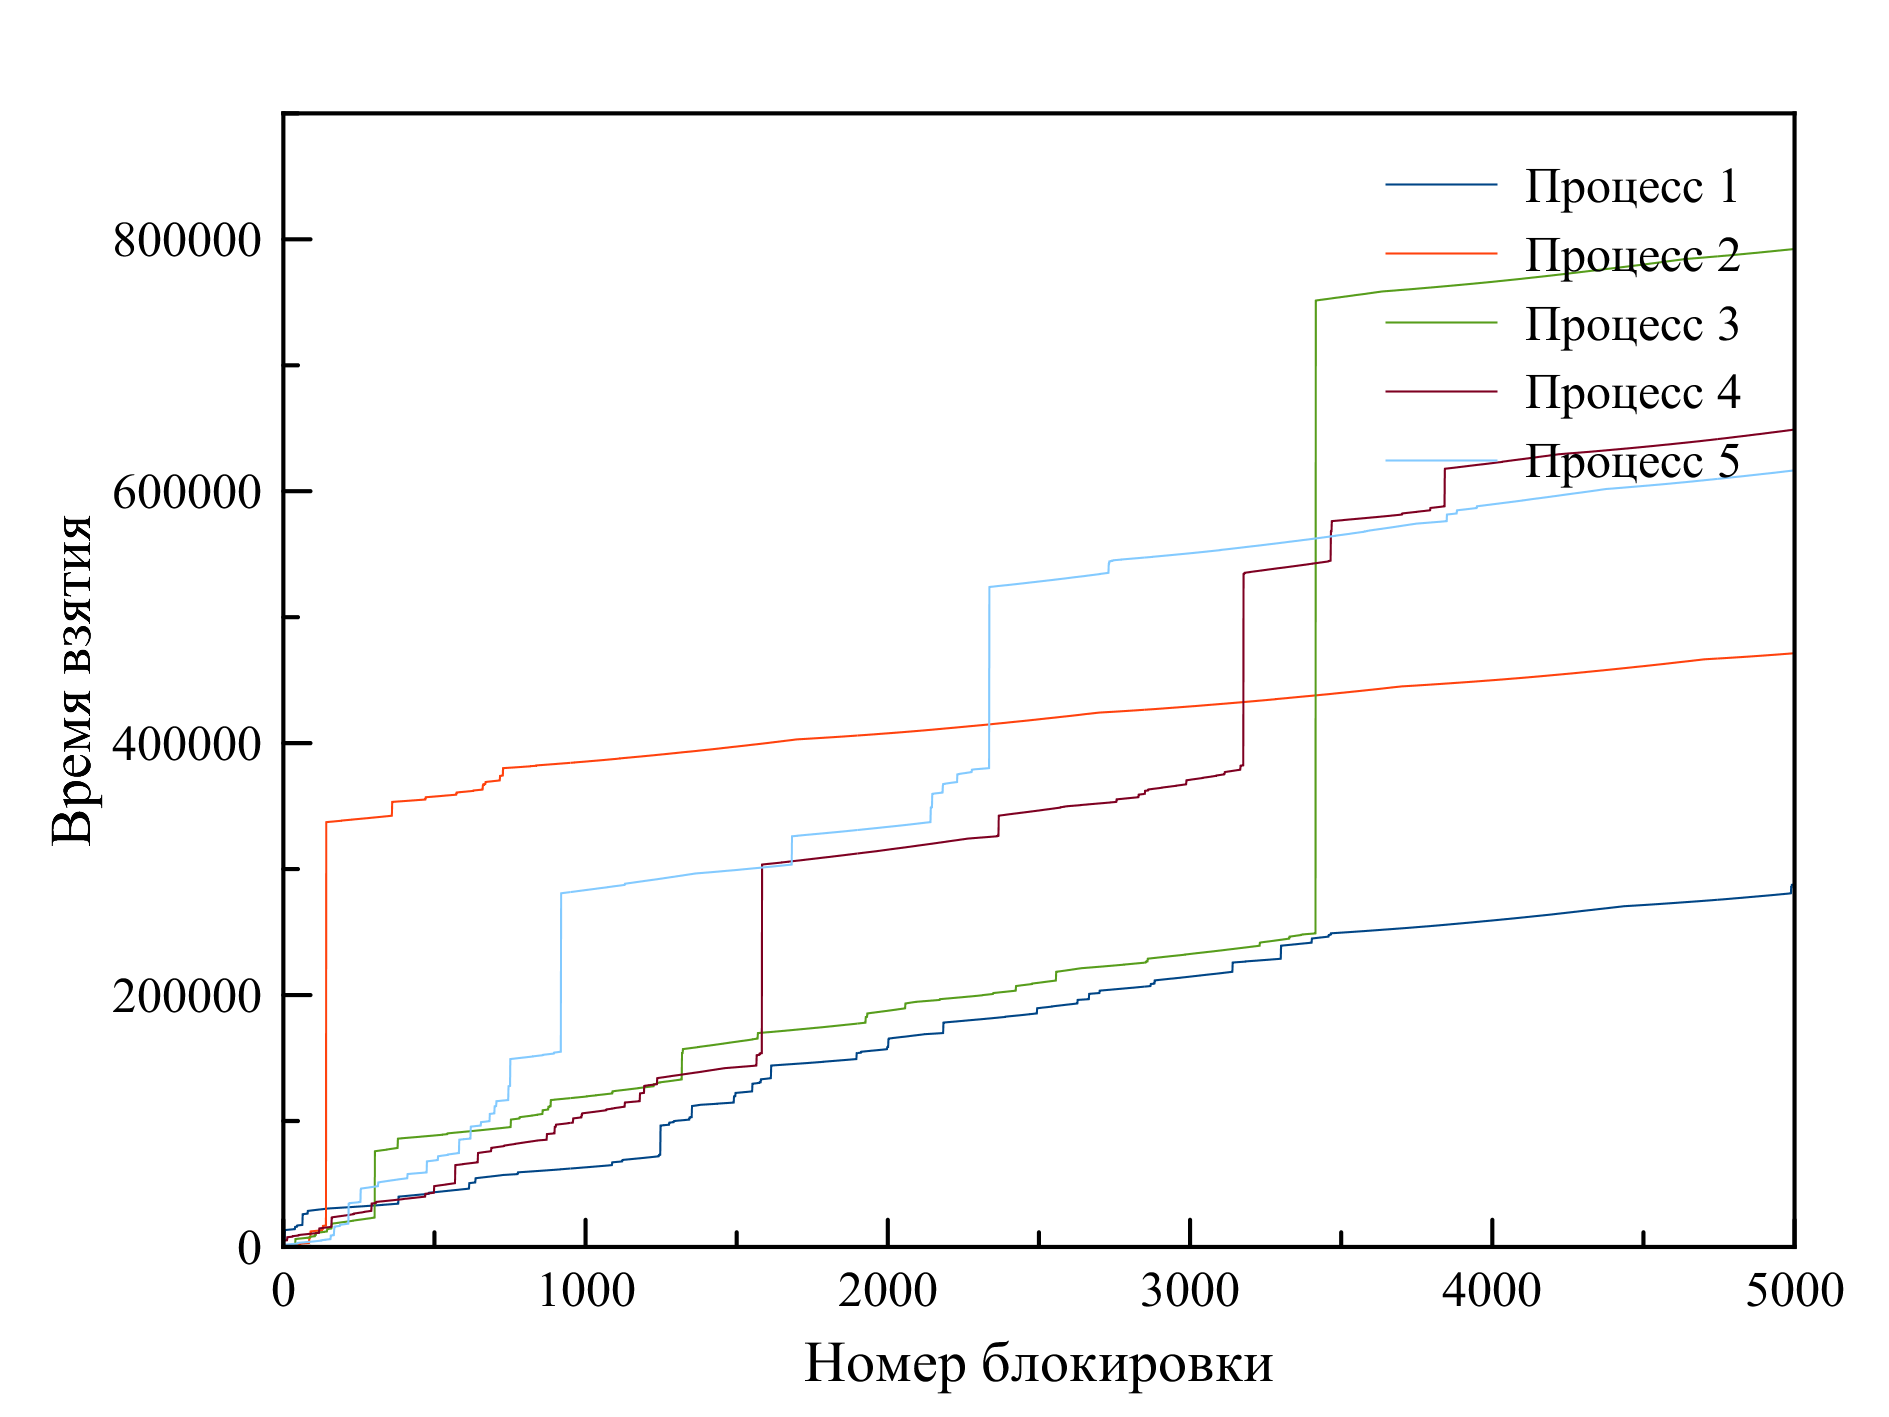 Процесс 1
Процесс 2
Процесс 3
Процесс 4
Процесс 5
800000
600000
400000
200000
0
Время взятия
0 1000 2000 3000 4000 5000
Номер блокировки